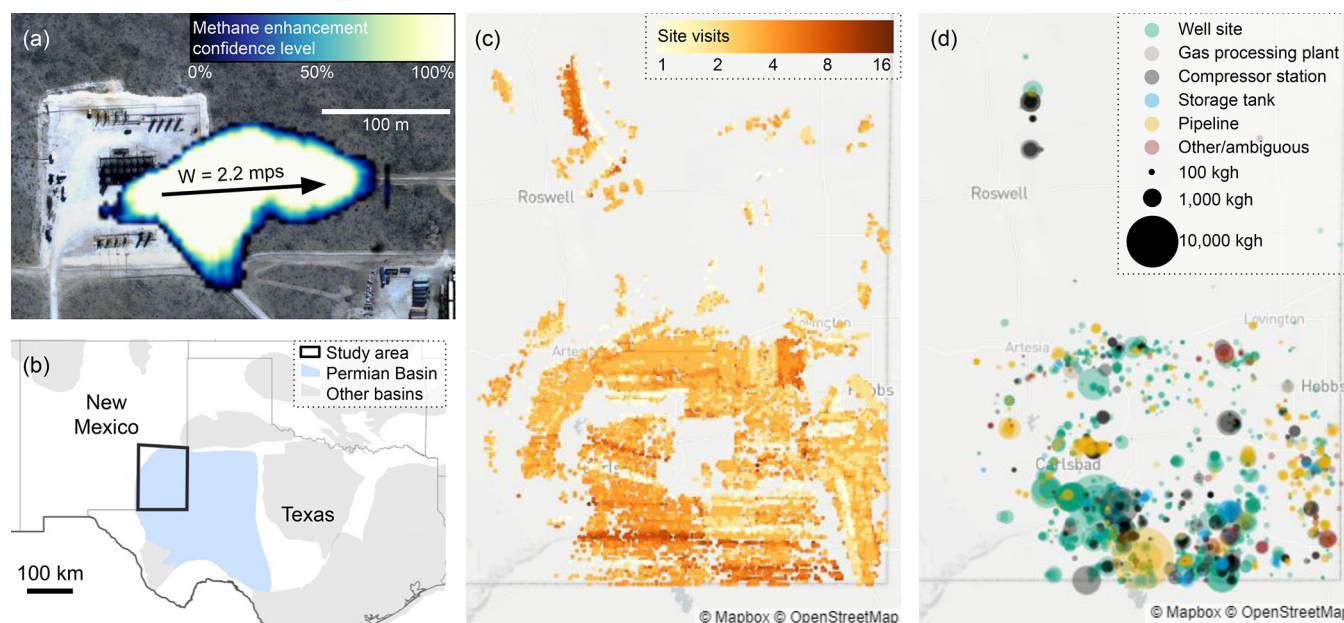 (a)
Methane enhancement
confidence level
0% 50% 100%
100 m
W = 2.2 mps
(b)
Study area
Permian Basin
Other basins
New
Mexico
Texas
100 km
(c)
Site visits
1 2 4 8 16
Roswell
Lovington
Hobbs
© Mapbox © OpenStreetMap
(d)
Well site
Gas processing plant
Compressor station
Storage tank
Pipeline
Other/ambiguous
100 kgh
1,000 kgh
10,000 kgh
Roswell
Lovington
Artesia
Hobbs
Carlsbad
© Mapbox © OpenStreetMap